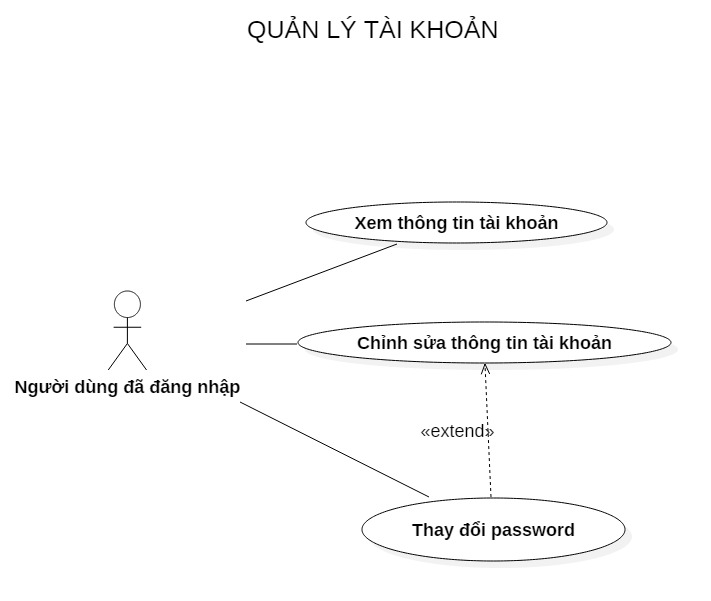 QUẢN LÝ TÀI KHOẢN
Xem thông tin tài khoản
Chỉnh sửa thông tin tài khoản
Người dùng đã đăng nhập
«extend»
Thay đổi password